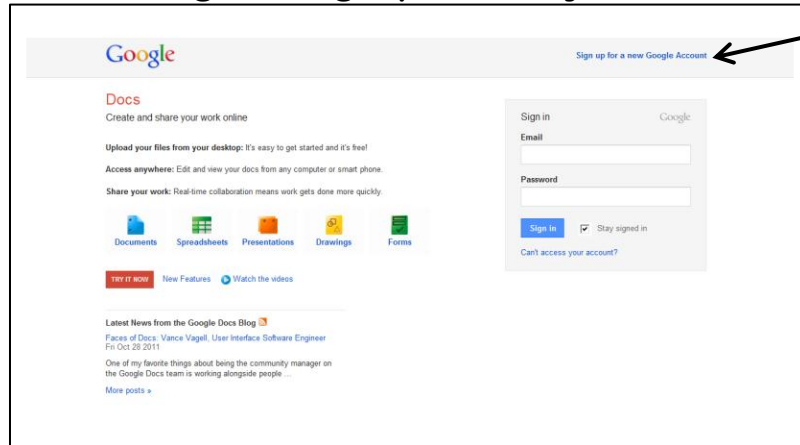 Google
Sign up for a new Google Account
Docs
Create and share your work online
Upload your files from your desktop: It's easy to get started and it's free!
Access anywhere: Edit and view your docs from any computer or smart phone.
Share your work: Real-time collaboration means work gets done more quickly.
Documents Spreadsheets Presentations Drawings Forms
TRY IT NOW New Features Watch the videos
Latest News from the Google Docs Blog
Faces of Docs: Vance Vagell, User Interface Software Engineer
Fri Oct 28 2011
One of my favorite things about being the community manager on
the Google Docs team is working alongside people ...
More posts »
Sign in Google
Email
Password
Sign in Stay signed in
Can't access your account?